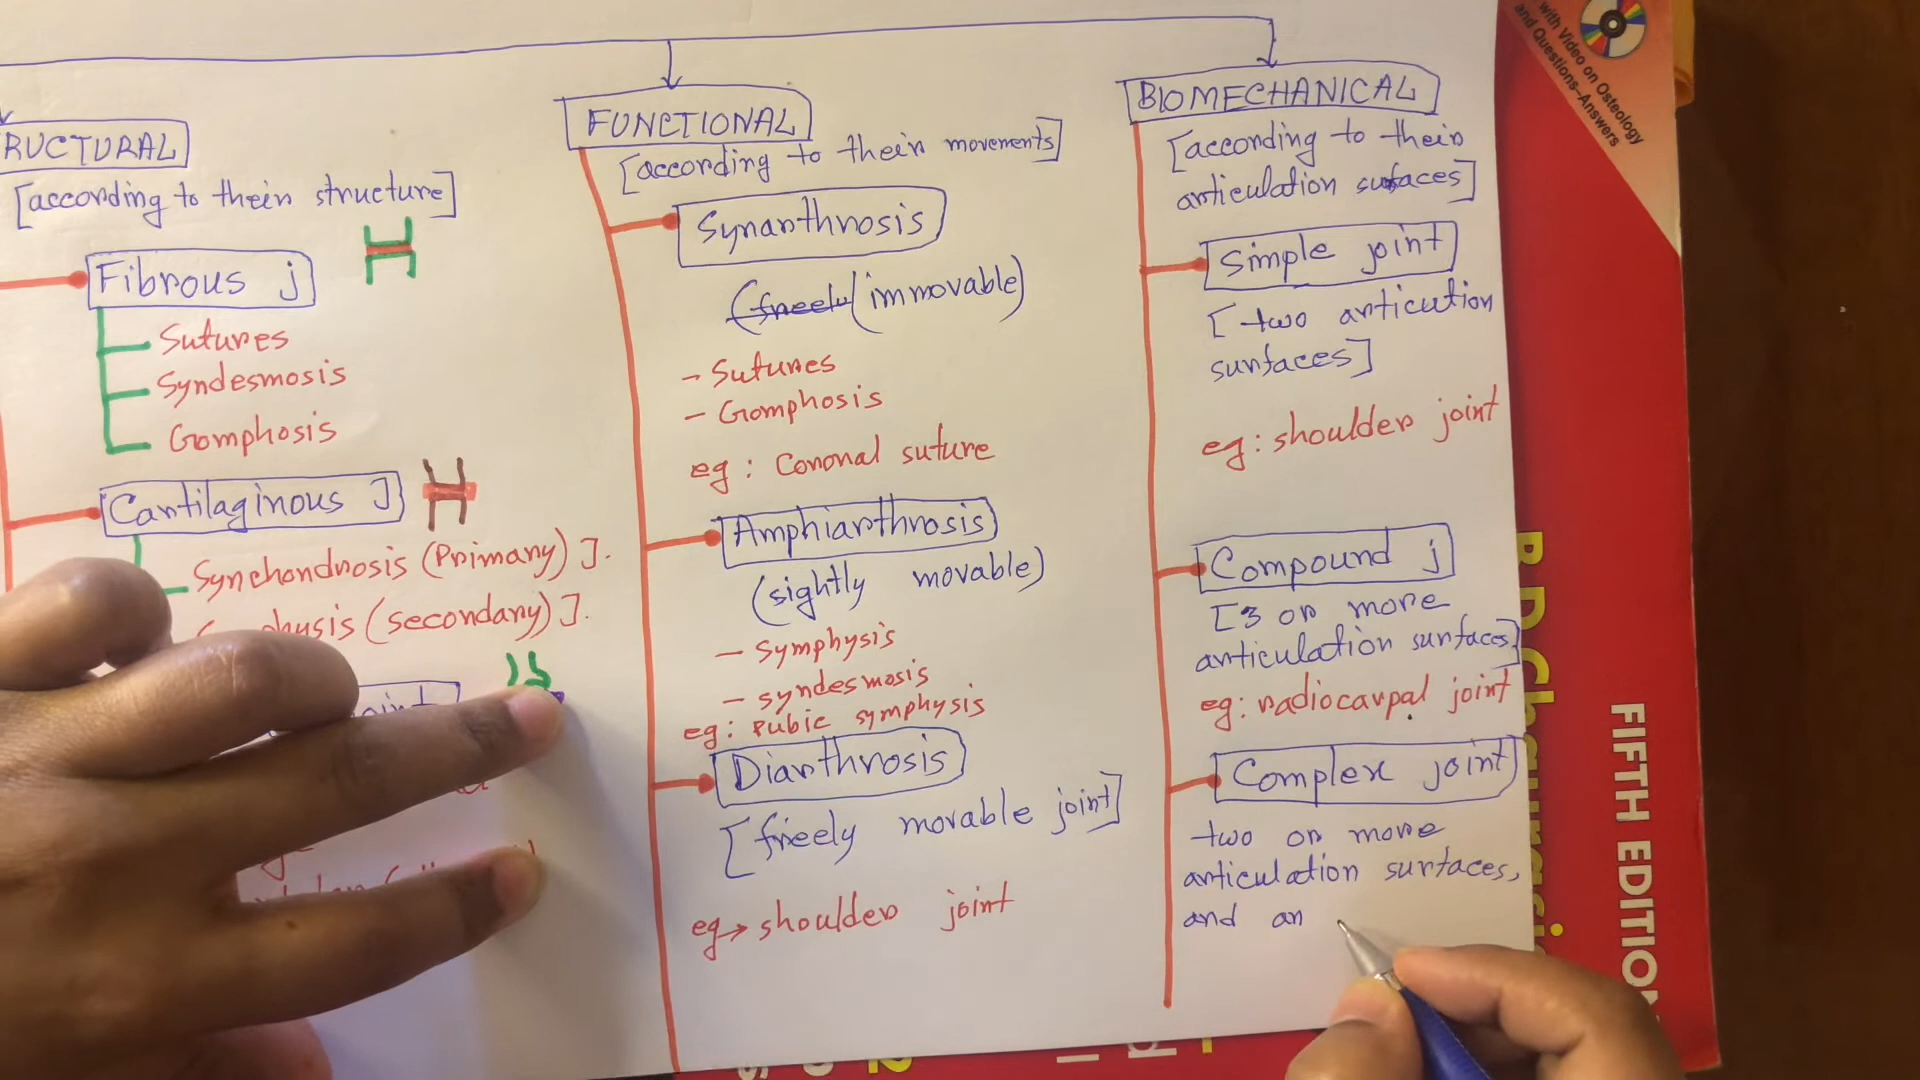 RUCTURAL
[according to their structure]
Fibrous j
Sutures
Syndesmosis
Gomphosis
Cartilaginous J
Synchondrosis (Primary) J.
physis (secondary) J.
oint
FUNCTIONAL
[according to their movements]
Synarthrosis
(freely (immovable)
- Sutures
- Gomphosis
eg : Coronal suture
Amphiarthrosis
(sightly movable)
- Symphysis
- syndesmosis
eg : Pubic symphysis
Diarthrosis
[freely movable joint]
eg→ shoulder joint
BIOMECHANICAL
[according to their
articulation surfaces]
Simple joint
[two articution
surfaces]
eg: shoulder joint
Compound j
[3 or more
articulation surfaces]
eg: radiocarpal joint
Complex joint
two or more
articulation surfaces,
and an
with Video on Osteology
and Questions–Answers
FIFTH EDITION